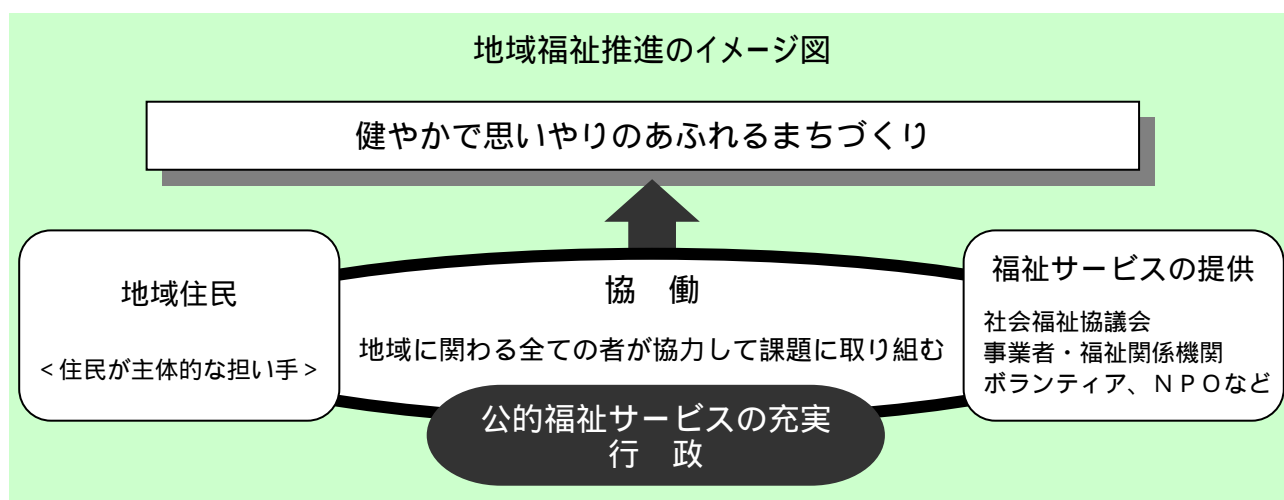 地域福祉推進のイメージ図
健やかで思いやりのあふれるまちづくり
地域住民
<住民が主体的な担い手>
協　働
地域に関わる全ての者が協力して課題に取り組む
福祉サービスの提供
社会福祉協議会
事業者・福祉関係機関
ボランティア、ＮＰＯなど
公的福祉サービスの充実
行　政